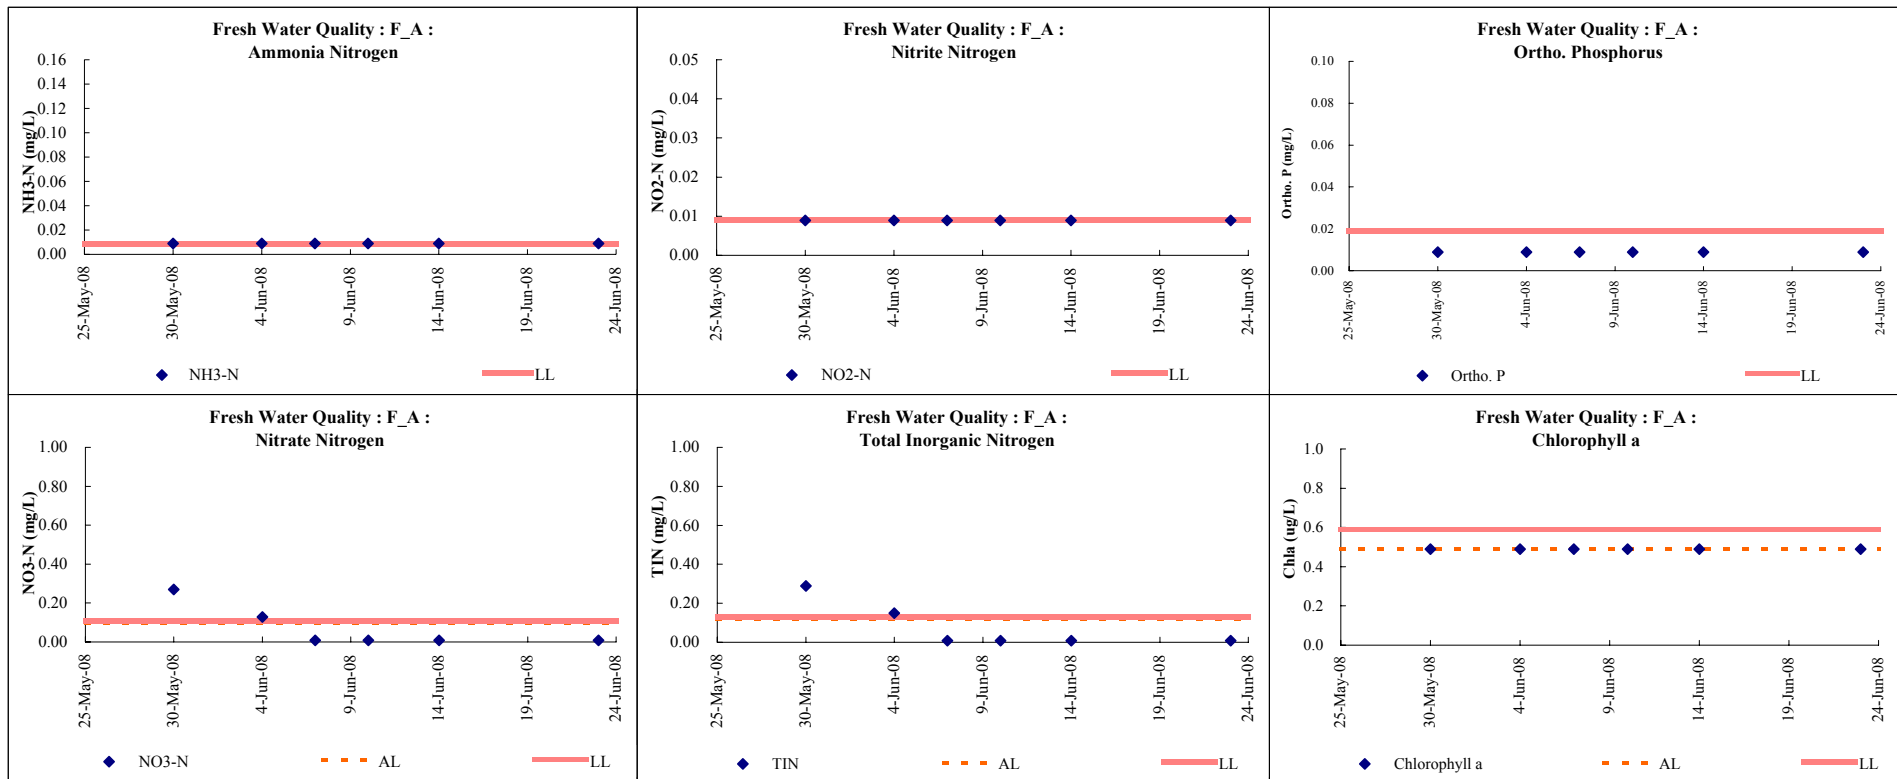 Fresh Water Quality : F_A :
Ammonia Nitrogen
NH3-N (mg/L)
0.16
0.14
0.12
0.10
0.08
0.06
0.04
0.02
0.00
25-May-08
30-May-08
4-Jun-08
9-Jun-08
14-Jun-08
19-Jun-08
24-Jun-08
NH3-N
LL
Fresh Water Quality : F_A :
Nitrite Nitrogen
NO2-N (mg/L)
0.05
0.04
0.03
0.02
0.01
0.00
25-May-08
30-May-08
4-Jun-08
9-Jun-08
14-Jun-08
19-Jun-08
24-Jun-08
NO2-N
LL
Fresh Water Quality : F_A :
Ortho. Phosphorus
Ortho. P (mg/L)
0.10
0.08
0.06
0.04
0.02
0.00
25-May-08
30-May-08
4-Jun-08
9-Jun-08
14-Jun-08
19-Jun-08
24-Jun-08
Ortho. P
LL
Fresh Water Quality : F_A :
Nitrate Nitrogen
NO3-N (mg/L)
1.00
0.80
0.60
0.40
0.20
0.00
25-May-08
30-May-08
4-Jun-08
9-Jun-08
14-Jun-08
19-Jun-08
24-Jun-08
NO3-N
AL
LL
Fresh Water Quality : F_A :
Total Inorganic Nitrogen
TIN (mg/L)
1.00
0.80
0.60
0.40
0.20
0.00
25-May-08
30-May-08
4-Jun-08
9-Jun-08
14-Jun-08
19-Jun-08
24-Jun-08
TIN
AL
LL
Fresh Water Quality : F_A :
Chlorophyll a
Chla (ug/L)
1.0
0.8
0.6
0.4
0.2
0.0
25-May-08
30-May-08
4-Jun-08
9-Jun-08
14-Jun-08
19-Jun-08
24-Jun-08
Chlorophyll a
AL
LL